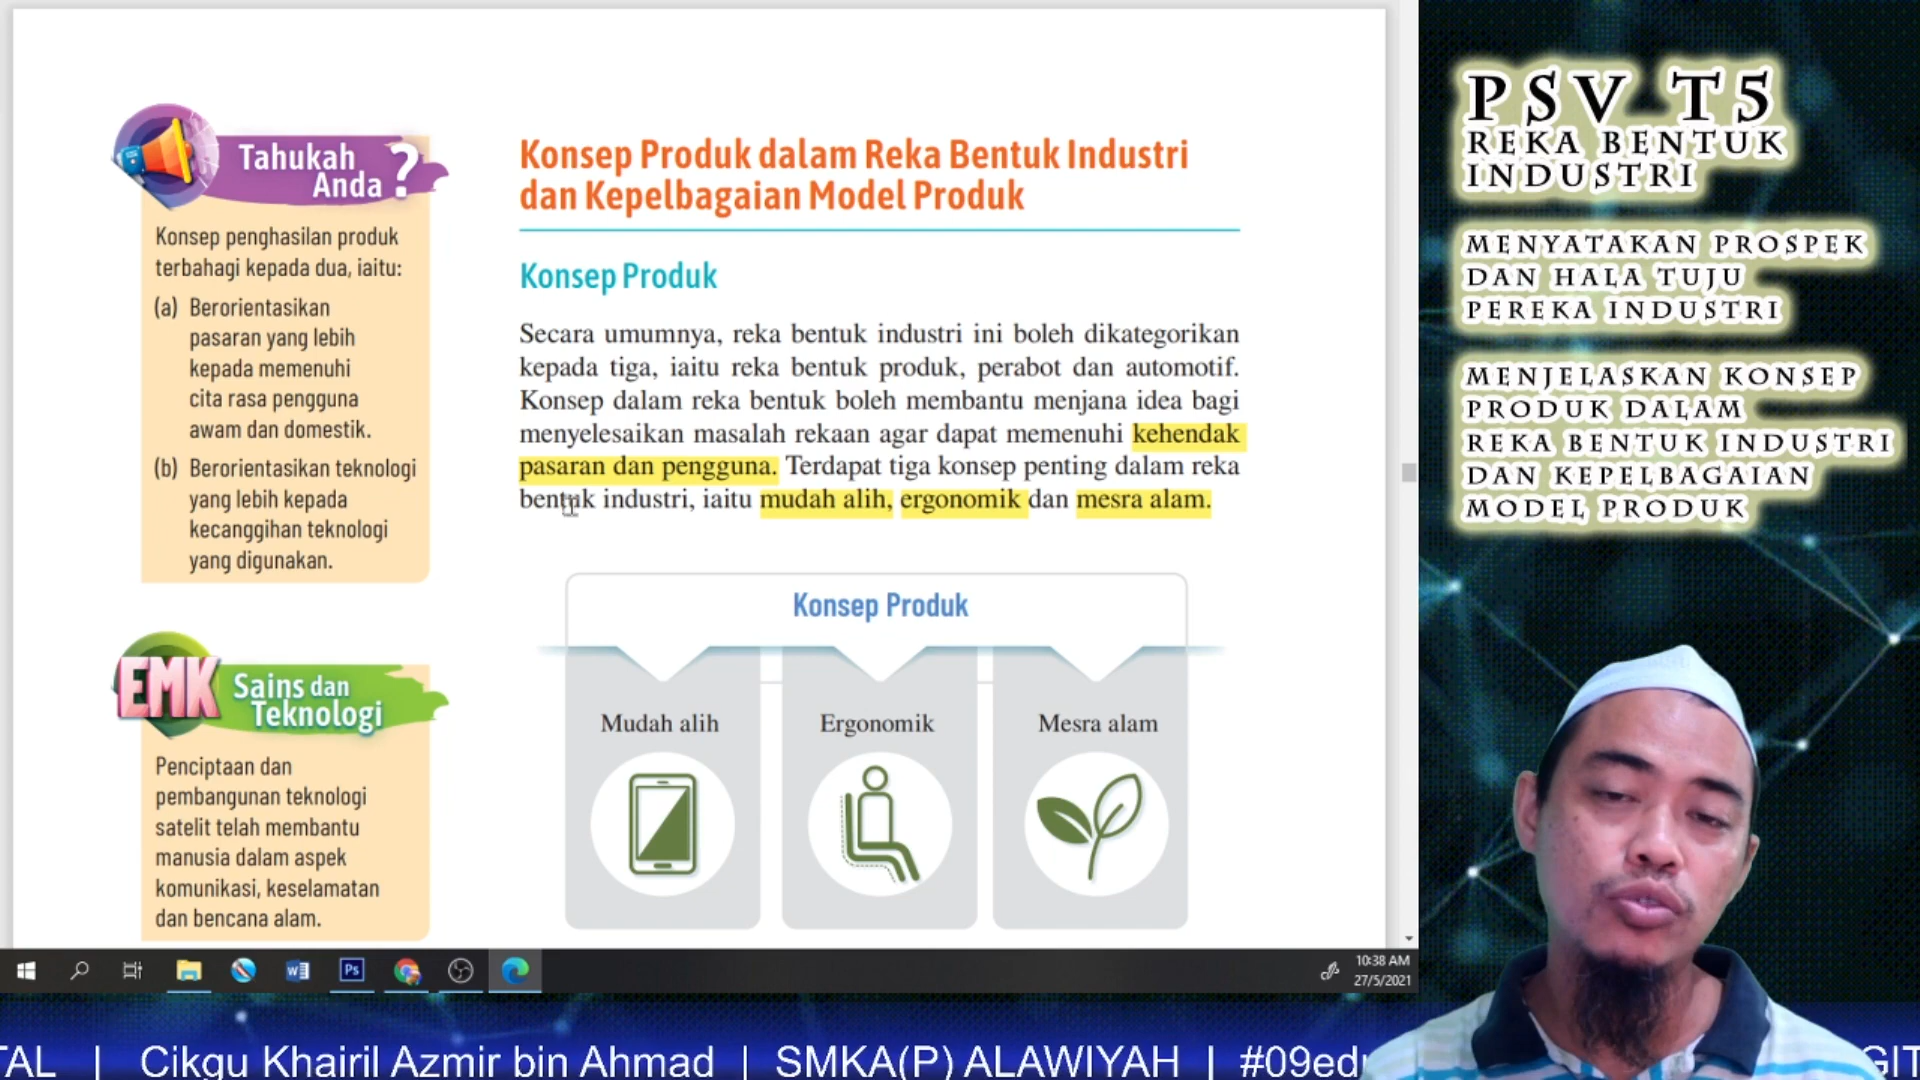 Tahukah
Anda ?
Konsep penghasilan produk
terbahagi kepada dua, iaitu:
(a) Berorientasikan
pasaran yang lebih
kepada memenuhi
cita rasa pengguna
awam dan domestik.
(b) Berorientasikan teknologi
yang lebih kepada
kecanggihan teknologi
yang digunakan.
EMK Sains dan
Teknologi
Penciptaan dan
pembangunan teknologi
satelit telah membantu
manusia dalam aspek
komunikasi, keselamatan
dan bencana alam.
Konsep Produk dalam Reka Bentuk Industri
dan Kepelbagaian Model Produk
Konsep Produk
Secara umumnya, reka bentuk industri ini boleh dikategorikan
kepada tiga, iaitu reka bentuk produk, perabot dan automotif.
Konsep dalam reka bentuk boleh membantu menjana idea bagi
menyelesaikan masalah rekaan agar dapat memenuhi kehendak
pasaran dan pengguna. Terdapat tiga konsep penting dalam reka
bentuk industri, iaitu mudah alih, ergonomik dan mesra alam.
Konsep Produk
Mudah alih
Ergonomik
Mesra alam
PSV T5
REKA BENTUK
INDUSTRI
MENYATAKAN PROSPEK
DAN HALA TUJU
PEREKA INDUSTRI
MENJELASKAN KONSEP
PRODUK DALAM
REKA BENTUK INDUSTRI
DAN KEPELBAGAIAN
MODEL PRODUK
Ps
10:38 AM
27/5/2021
TAL | Cikgu Khairil Azmir bin Ahmad | SMKA(P) ALAWIYAH | #09edu GIT